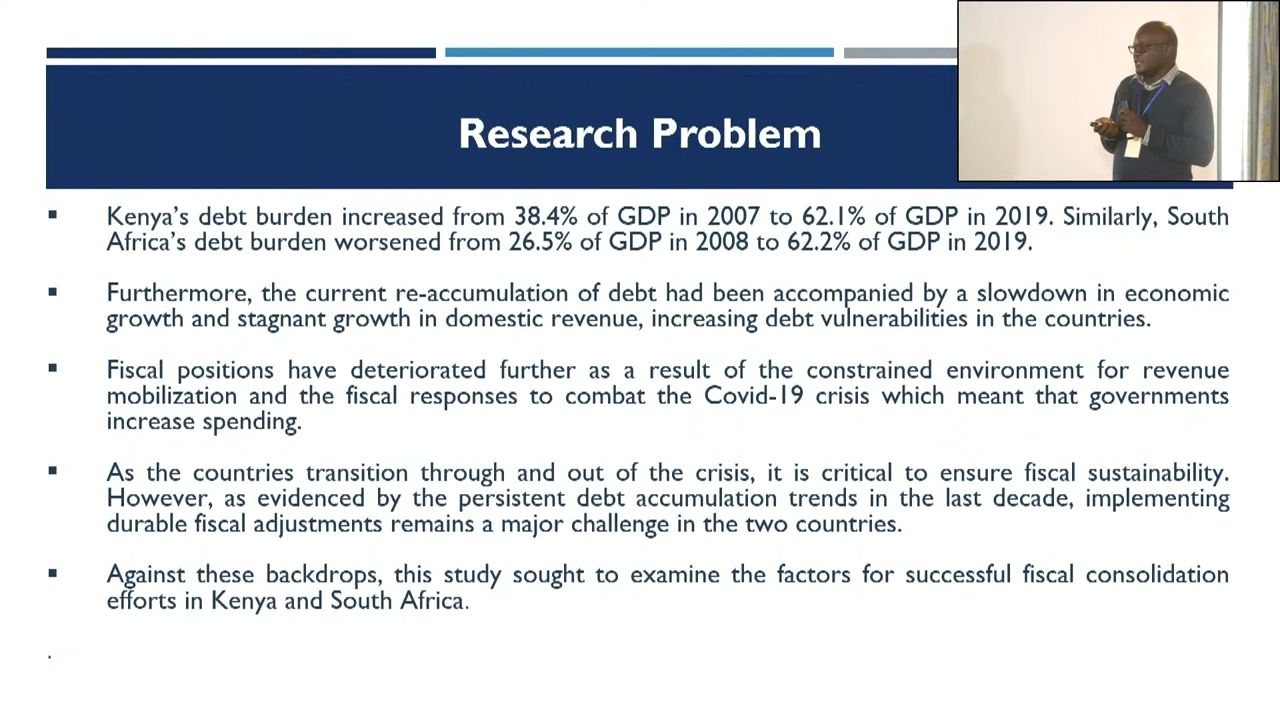 Research Problem
▪ Kenya’s debt burden increased from 38.4% of GDP in 2007 to 62.1% of GDP in 2019. Similarly, South
Africa’s debt burden worsened from 26.5% of GDP in 2008 to 62.2% of GDP in 2019.
▪ Furthermore, the current re-accumulation of debt had been accompanied by a slowdown in economic
growth and stagnant growth in domestic revenue, increasing debt vulnerabilities in the countries.
▪ Fiscal positions have deteriorated further as a result of the constrained environment for revenue
mobilization and the fiscal responses to combat the Covid-19 crisis which meant that governments
increase spending.
▪ As the countries transition through and out of the crisis, it is critical to ensure fiscal sustainability.
However, as evidenced by the persistent debt accumulation trends in the last decade, implementing
durable fiscal adjustments remains a major challenge in the two countries.
▪ Against these backdrops, this study sought to examine the factors for successful fiscal consolidation
efforts in Kenya and South Africa.
.